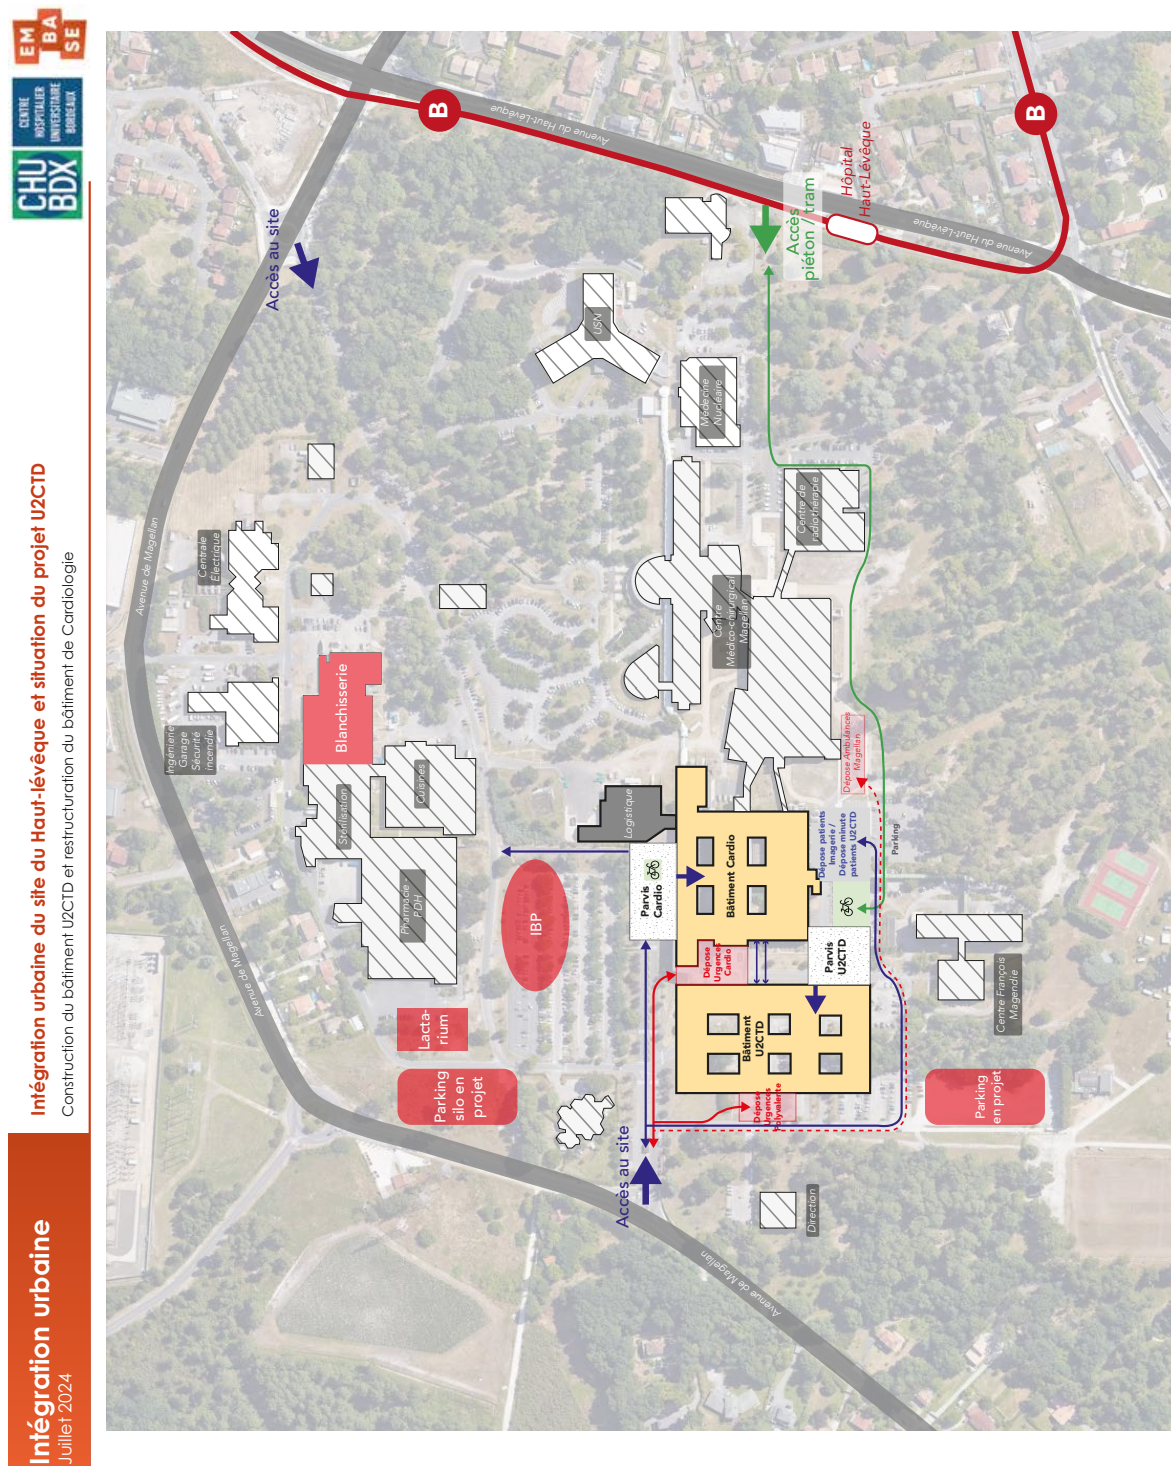 Intégration urbaine
Juillet 2024
Intégration urbaine du site du Haut-lévêque et situation du projet U2CTD
Construction du bâtiment U2CTD et restructuration du bâtiment de Cardiologie
CHU
BDX
CENTRE
HOSPITALIER
UNIVERSITAIRE
BORDEAUX
EM
BA
SE
Avenue de Magellan
Avenue de Magellan
Avenue de Magellan
Accès au site
B
Avenue du Haut-Lévêque
B
Avenue du Haut-Lévêque
Hôpital
Haut-Lévêque
Accès
piéton / tram
Ingénierie
Garage
Sécurité
incendie
Centrale
Electrique
Blanchisserie
Stérilisation
Cuisines
Pharmacie
PDH
Lacta-
rium
Parking
silo en
projet
IBP
USN
Médecine
Nucléaire
Centre de
radiothérapie
Centre
Médico-chirurgical
Magellan
Logistique
Parvis
Cardio
Bâtiment Cardio
Dépose
Urgences
Cardio
Bâtiment
U2CTD
Parvis
U2CTD
Dépose
Urgences
Polyvalente
Dépose patients
Imagerie /
Dépose minute
patients U2CTD
Dépose Ambulances
Magellan
Parking
Centre François
Magendie
Parking
en projet
Accès au site
Direction